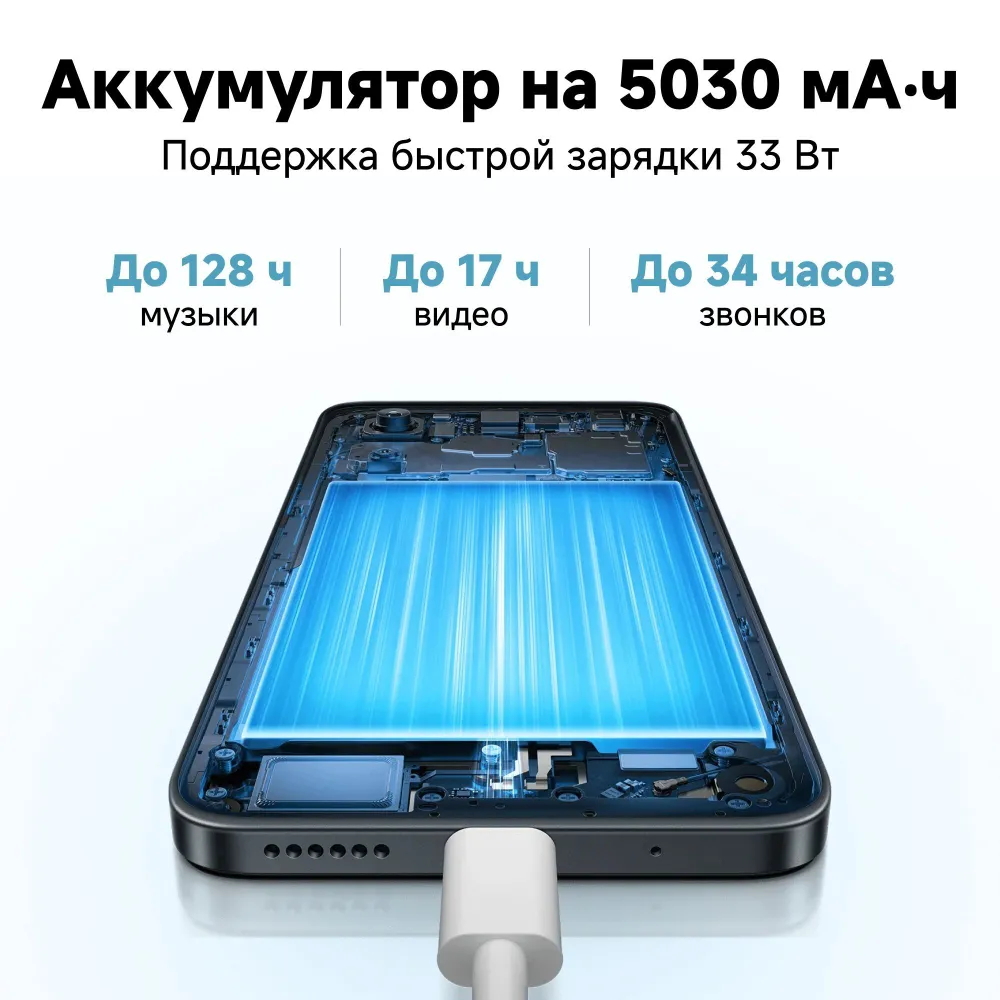 Аккумулятор на 5030 мА·ч
Поддержка быстрой зарядки 33 Вт
До 128 ч
музыки
До 17 ч
видео
До 34 часов
звонков